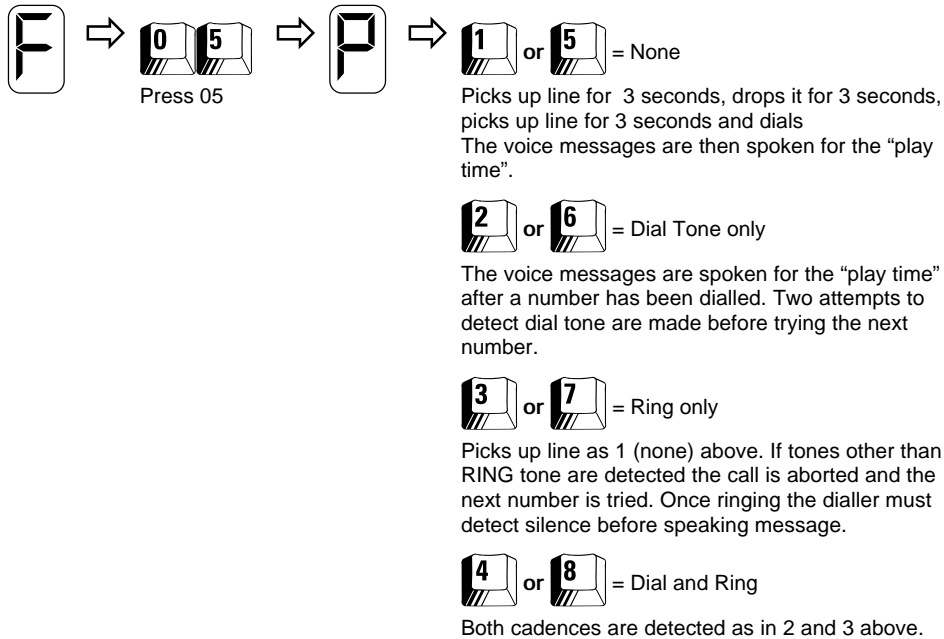 F 0 5 P 1 or 5 = None
Press 05
Picks up line for 3 seconds, drops it for 3 seconds,
picks up line for 3 seconds and dials
The voice messages are then spoken for the “play
time”.
2 or 6 = Dial Tone only
The voice messages are spoken for the “play time”
after a number has been dialled. Two attempts to
detect dial tone are made before trying the next
number.
3 or 7 = Ring only
Picks up line as 1 (none) above. If tones other than
RING tone are detected the call is aborted and the
next number is tried. Once ringing the dialler must
detect silence before speaking message.
4 or 8 = Dial and Ring
Both cadences are detected as in 2 and 3 above.